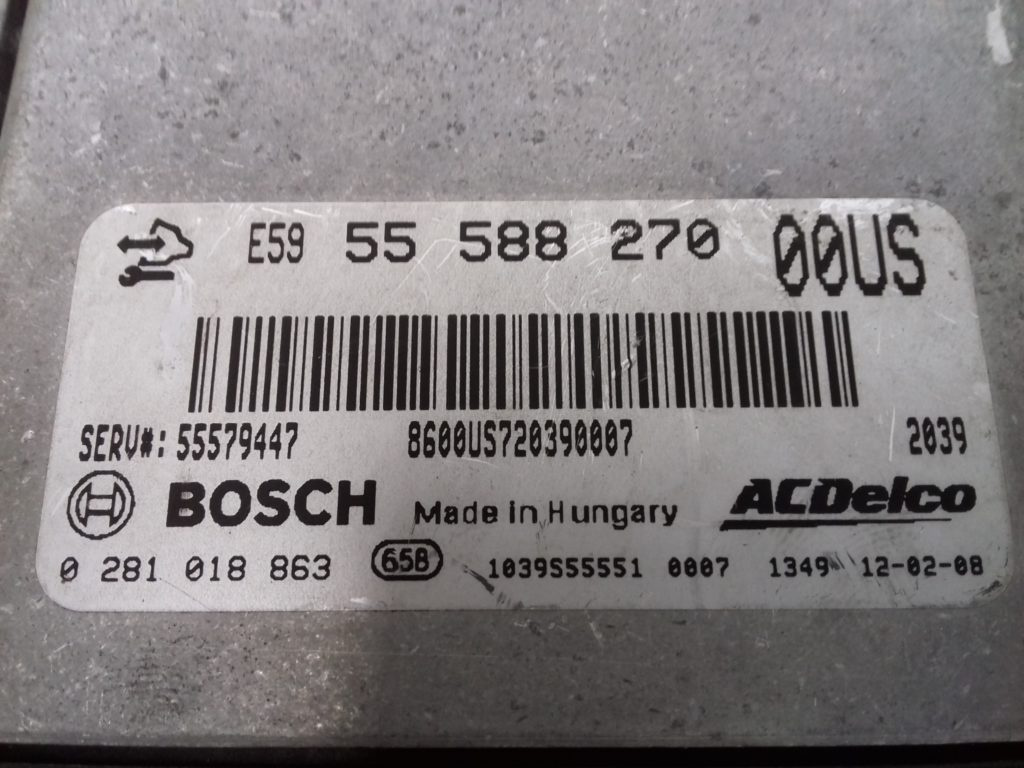 E59 55 588 270 00US
SERV#: 55579447 8600US720390007 2039
BOSCH Made in Hungary ACDelco
0 281 018 863 658 1039S55551 0007 1349 12-02-08